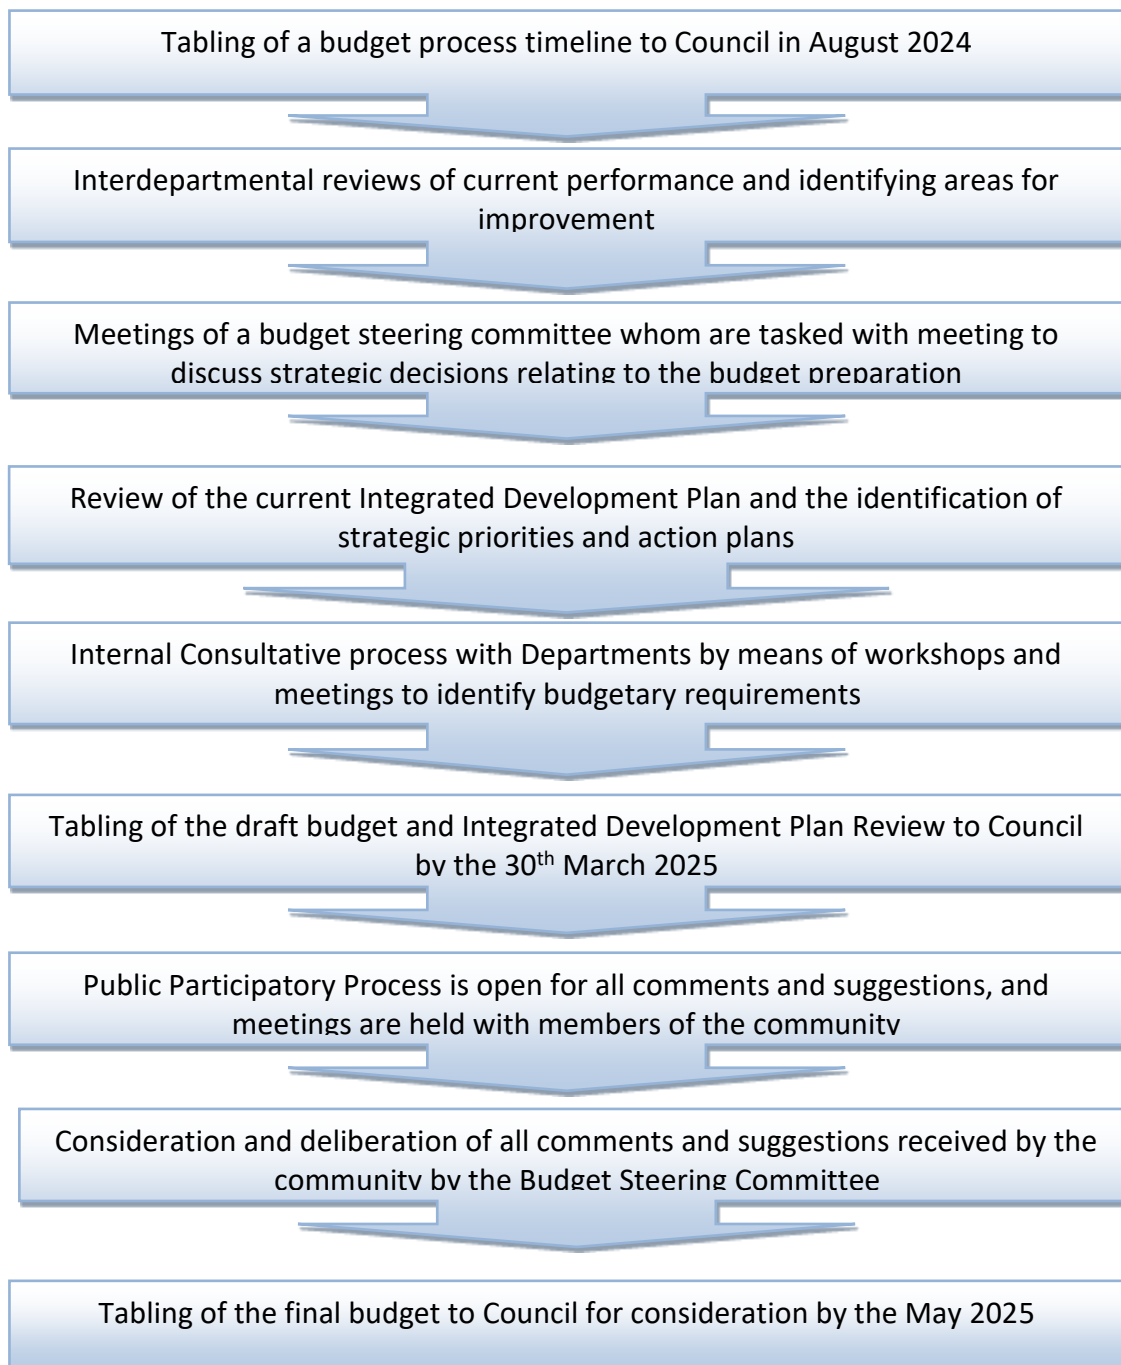 Tabling of a budget process timeline to Council in August 2024
Interdepartmental reviews of current performance and identifying areas for
improvement
Meetings of a budget steering committee whom are tasked with meeting to
discuss strategic decisions relating to the budget preparation
Review of the current Integrated Development Plan and the identification of
strategic priorities and action plans
Internal Consultative process with Departments by means of workshops and
meetings to identify budgetary requirements
Tabling of the draft budget and Integrated Development Plan Review to Council
by the 30th March 2025
Public Participatory Process is open for all comments and suggestions, and
meetings are held with members of the community
Consideration and deliberation of all comments and suggestions received by the
community by the Budget Steering Committee
Tabling of the final budget to Council for consideration by the May 2025